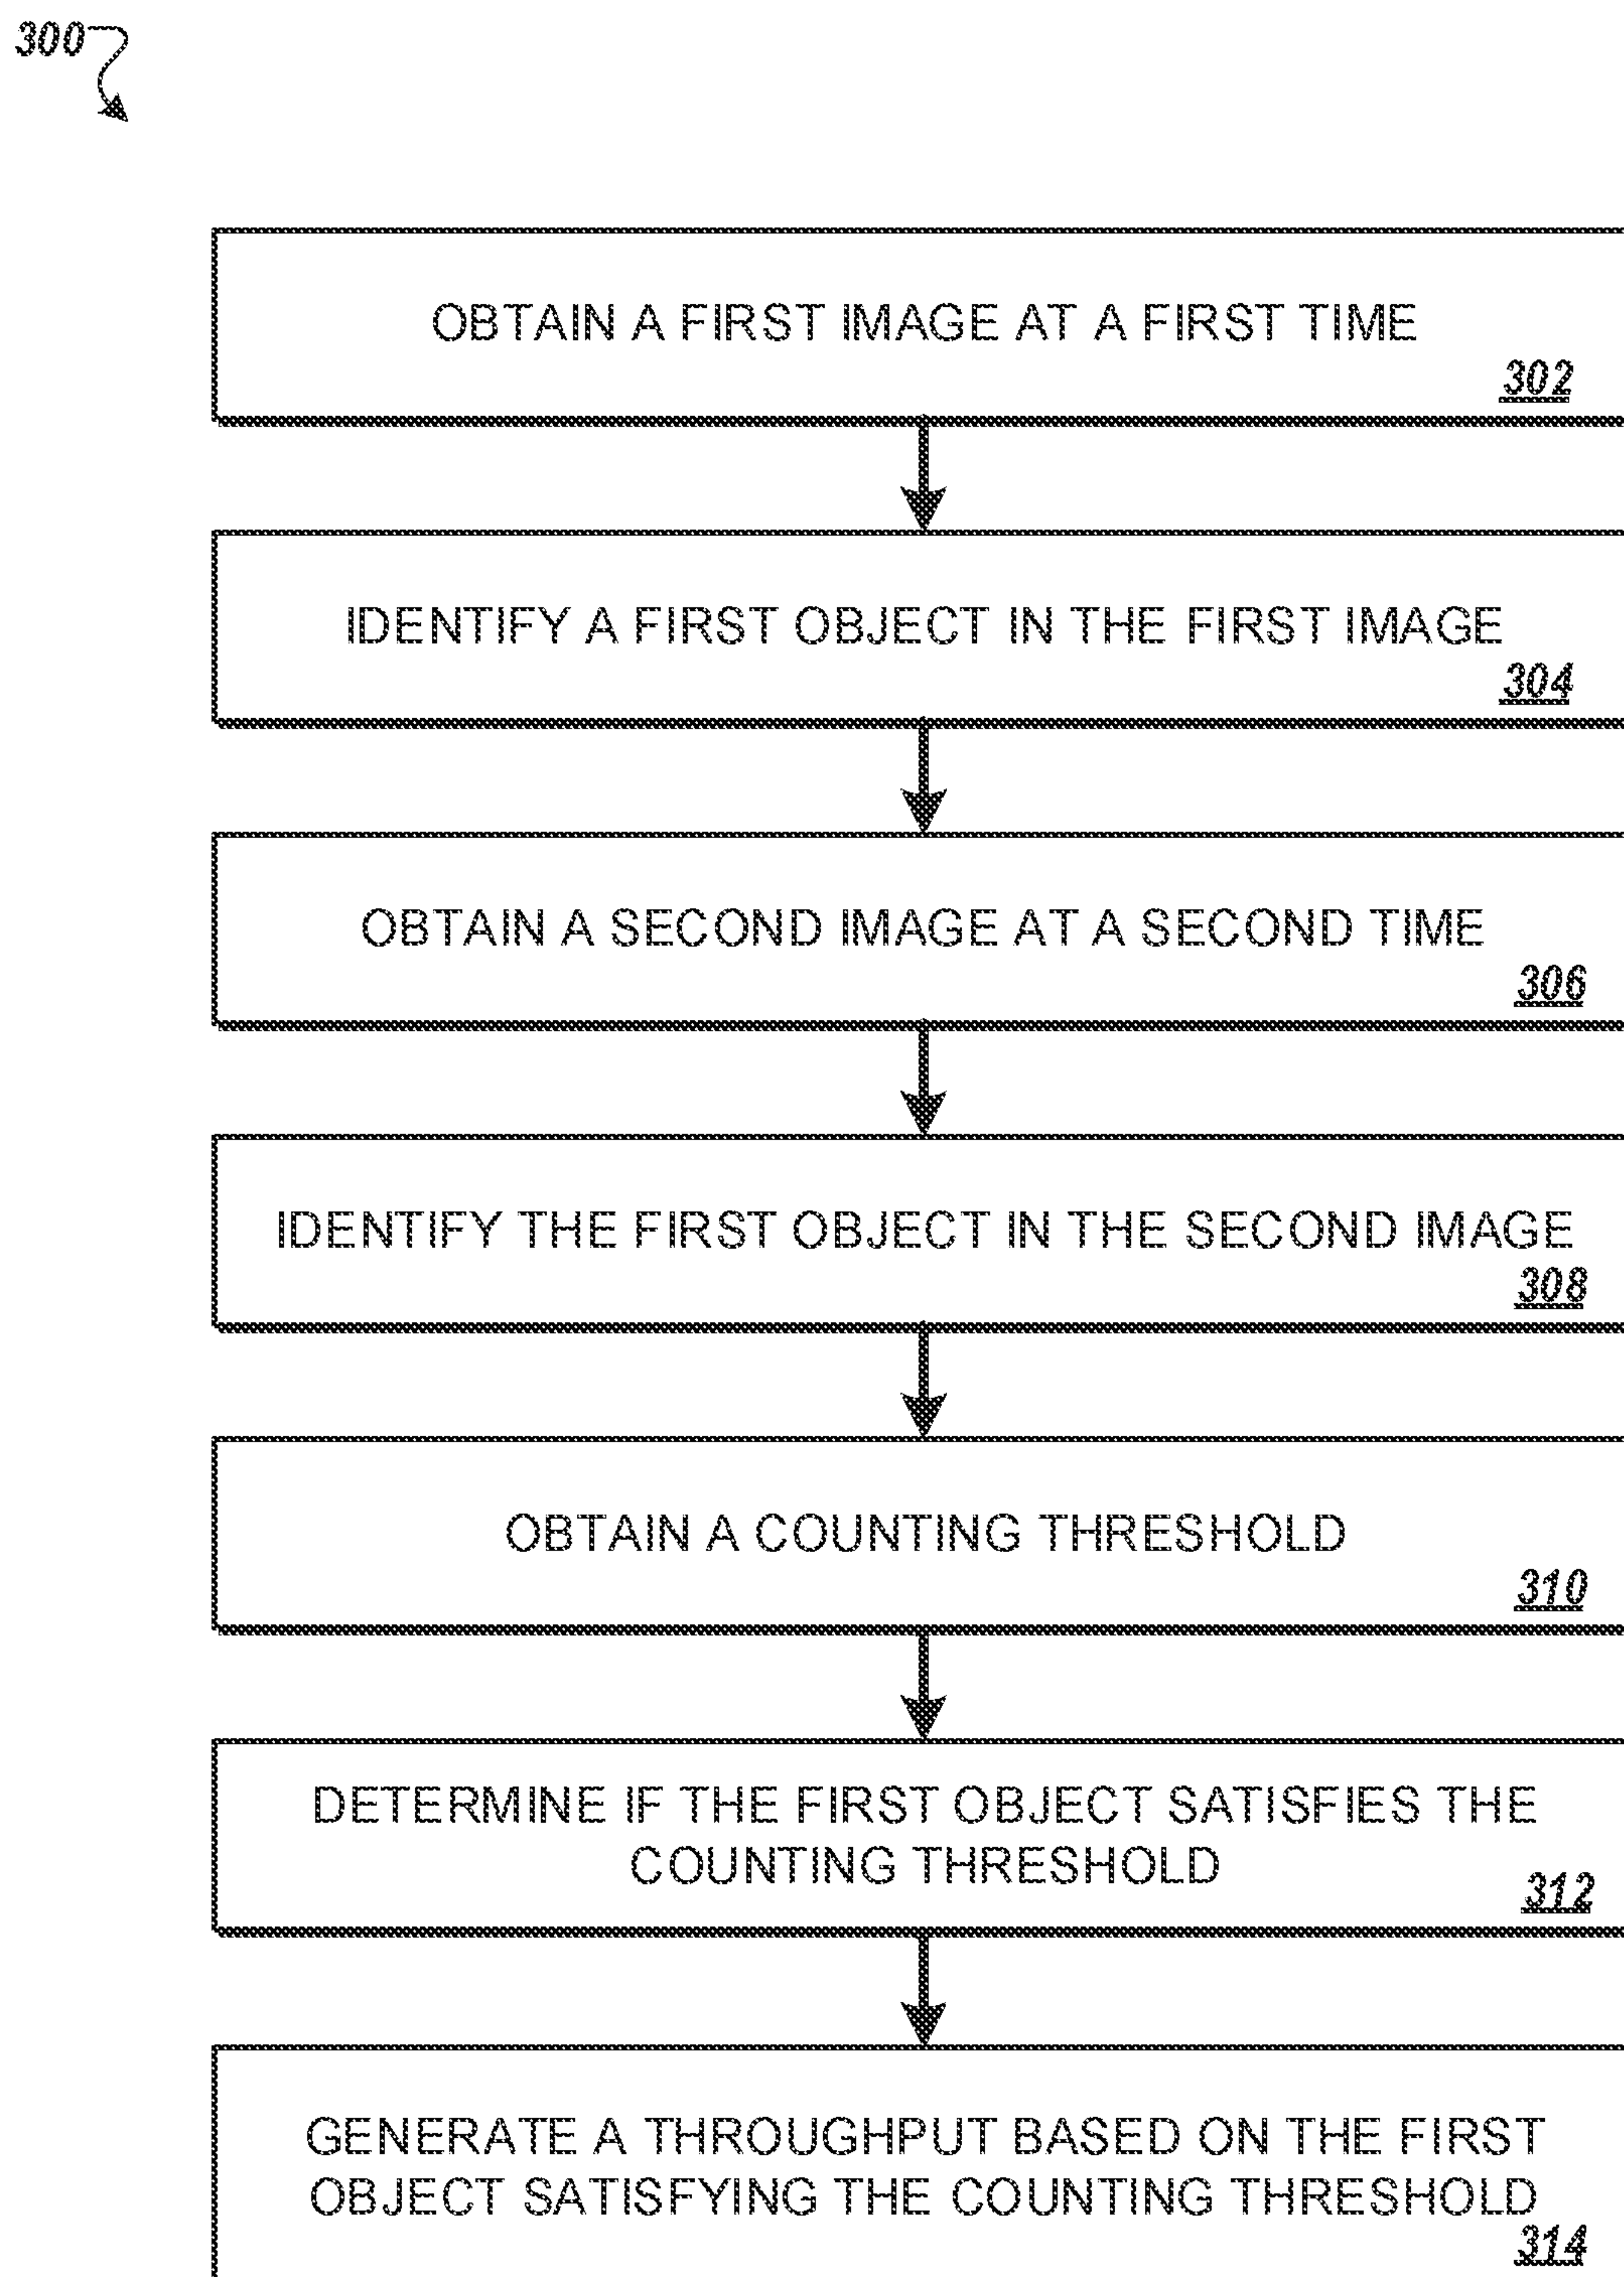 300
OBTAIN A FIRST IMAGE AT A FIRST TIME
302
IDENTIFY A FIRST OBJECT IN THE FIRST IMAGE
304
OBTAIN A SECOND IMAGE AT A SECOND TIME
306
IDENTIFY THE FIRST OBJECT IN THE SECOND IMAGE
308
OBTAIN A COUNTING THRESHOLD
310
DETERMINE IF THE FIRST OBJECT SATISFIES THE
COUNTING THRESHOLD
312
GENERATE A THROUGHPUT BASED ON THE FIRST
OBJECT SATISFYING THE COUNTING THRESHOLD
314